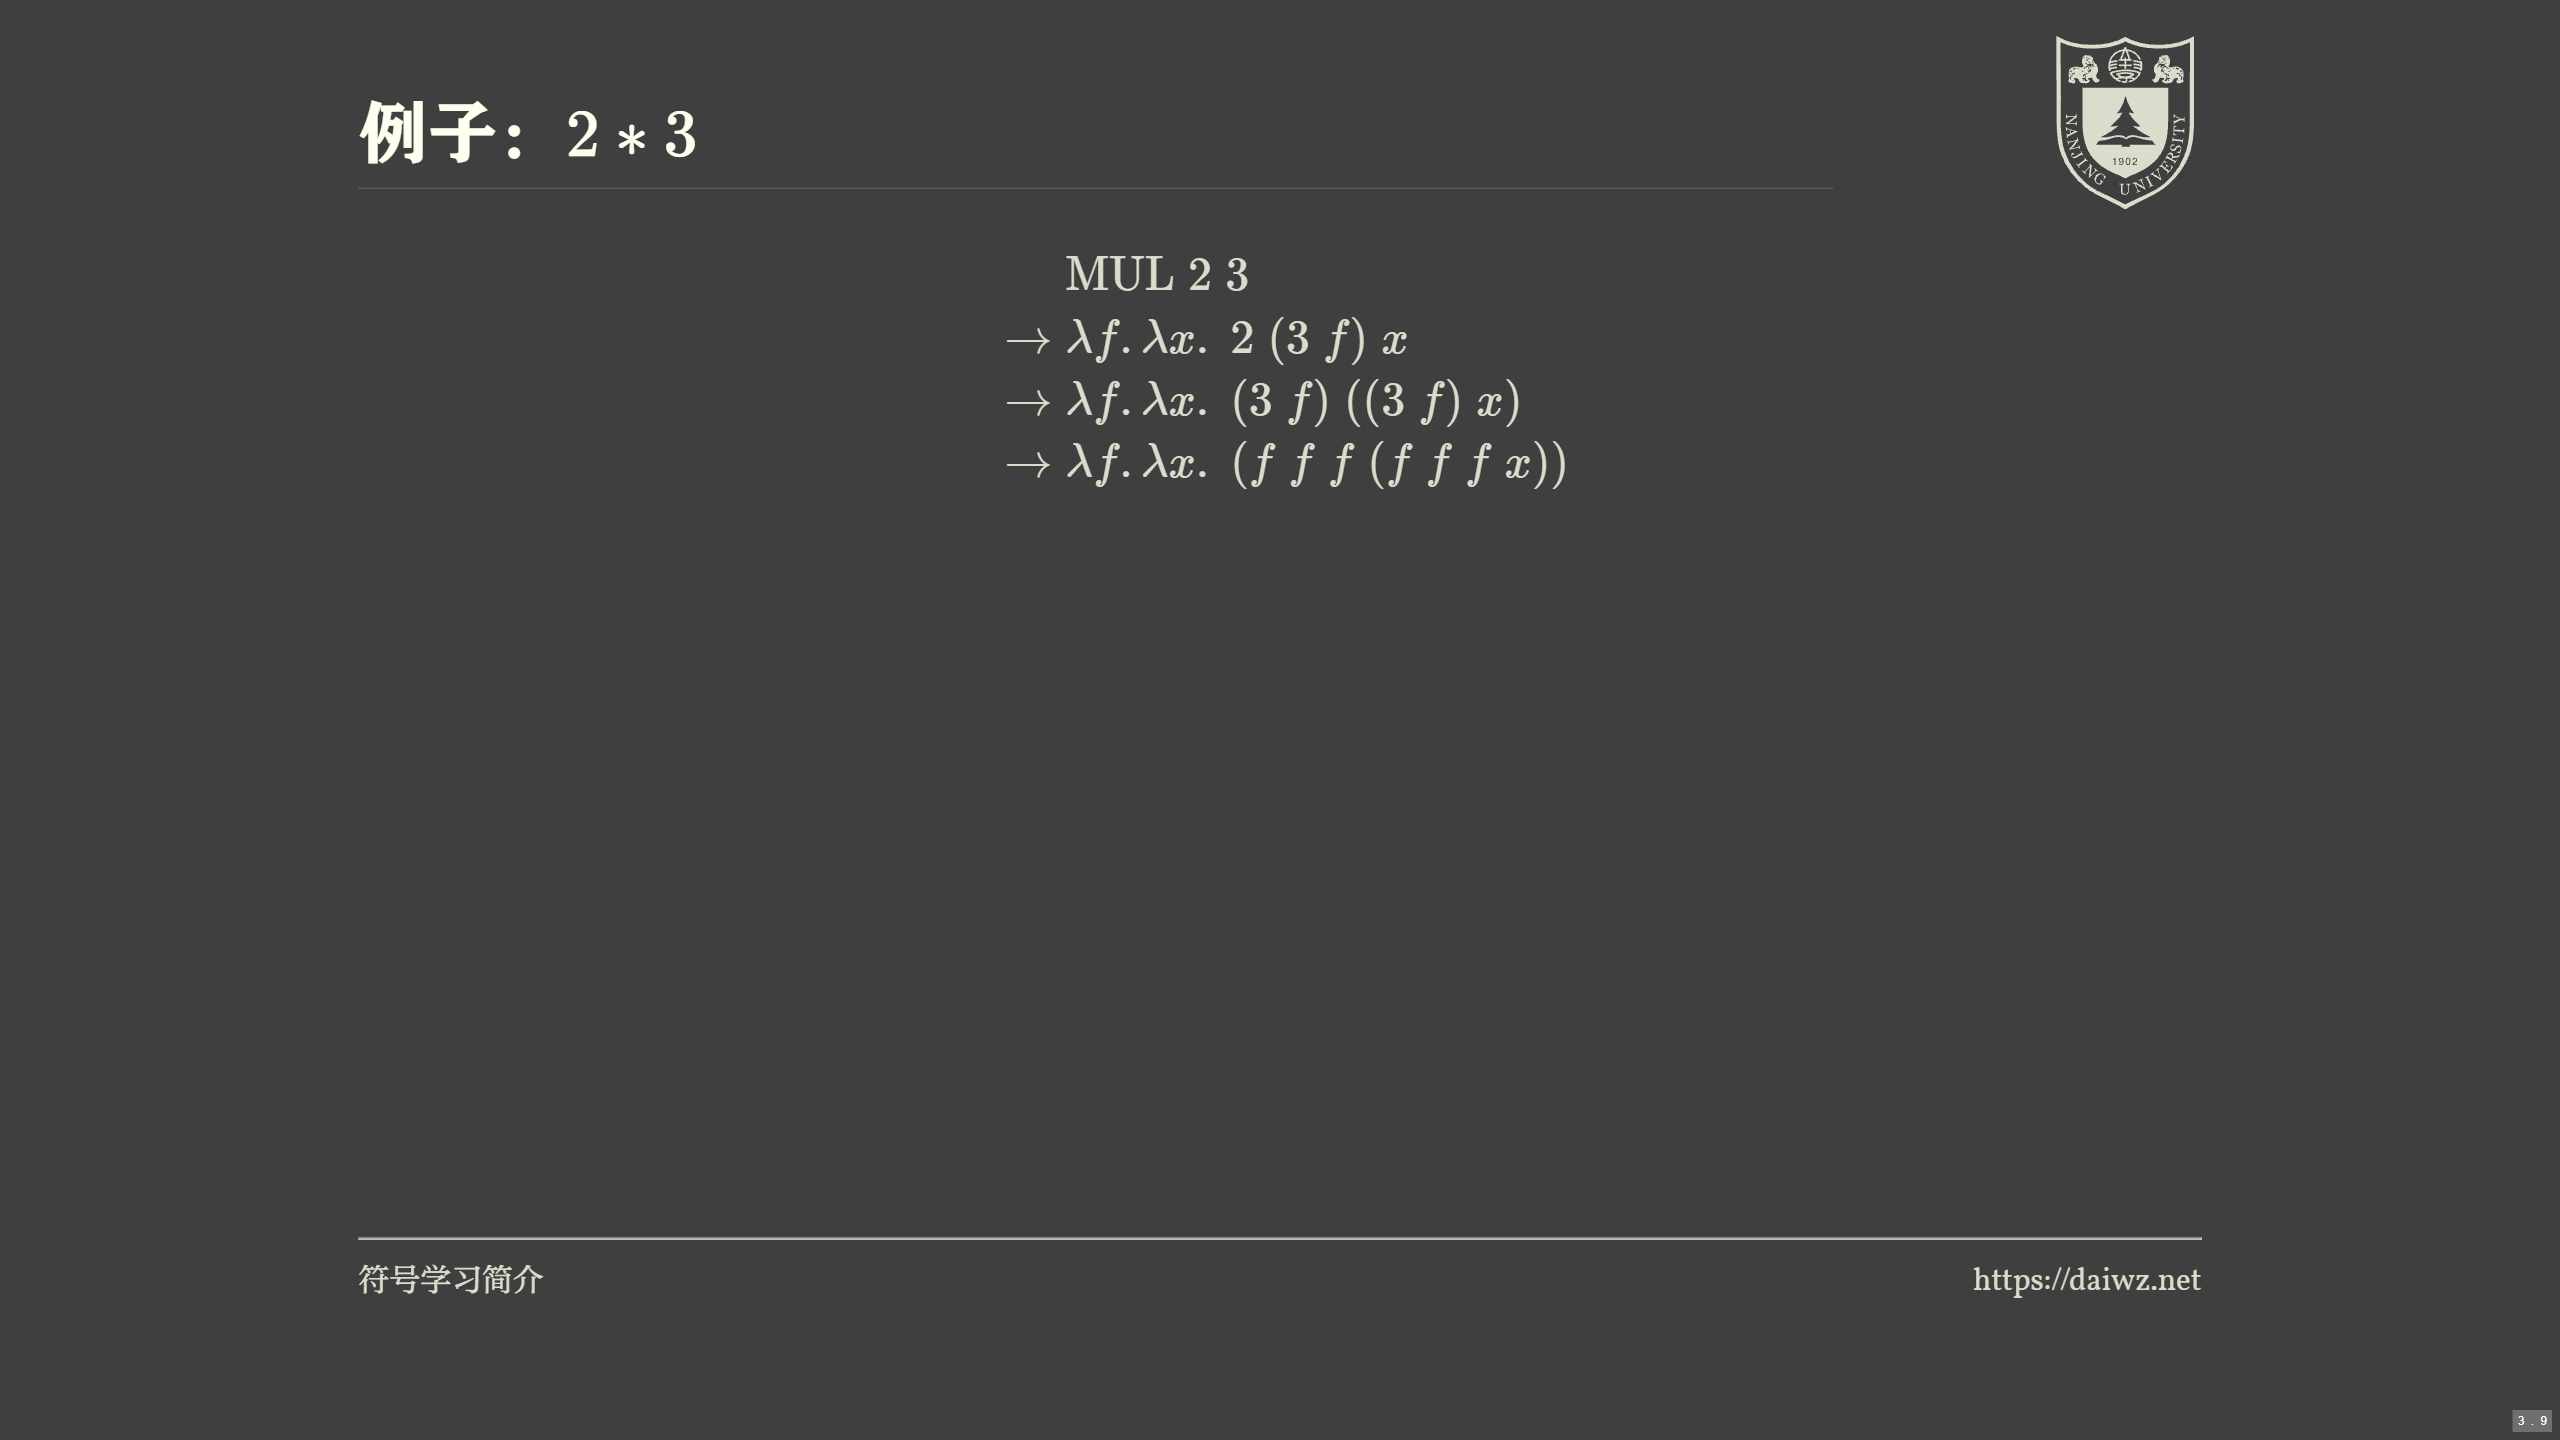 例子：2 ∗ 3
NANJING UNIVERSITY
1902
MUL 2 3
→ λf. λx. 2 (3 f) x
→ λf. λx. (3 f) ((3 f) x)
→ λf. λx. (f f f (f f f x))
符号学习简介
https://daiwz.net
3 . 9